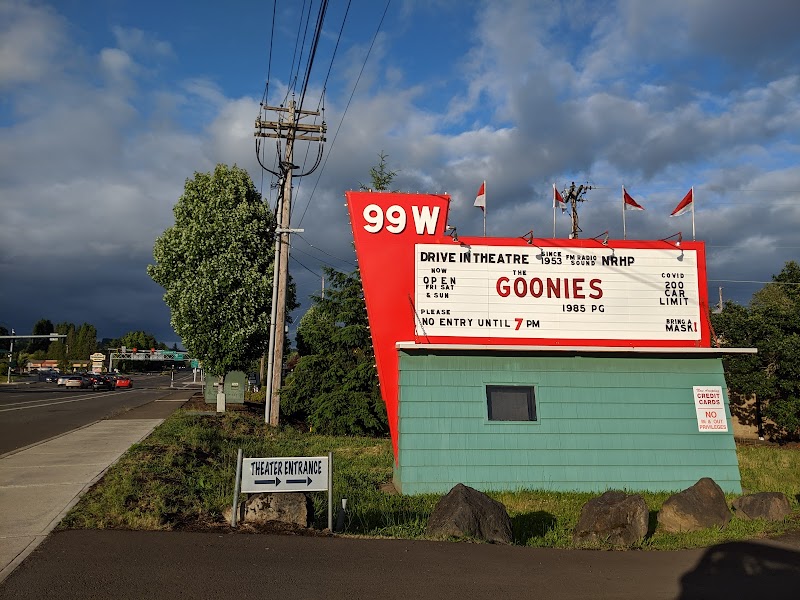 99 W
DRIVE IN THEATRE SINCE 1953 FM RADIO SOUND NRHP
NOW
OPEN
FRI SAT
& SUN
THE
GOONIES
1985 PG
COVID
200
CAR
LIMIT
PLEASE
NO ENTRY UNTIL 7 PM
BRING A
MASK!
CREDIT
CARDS
NO
IN & OUT
PRIVILEGES
THEATER ENTRANCE